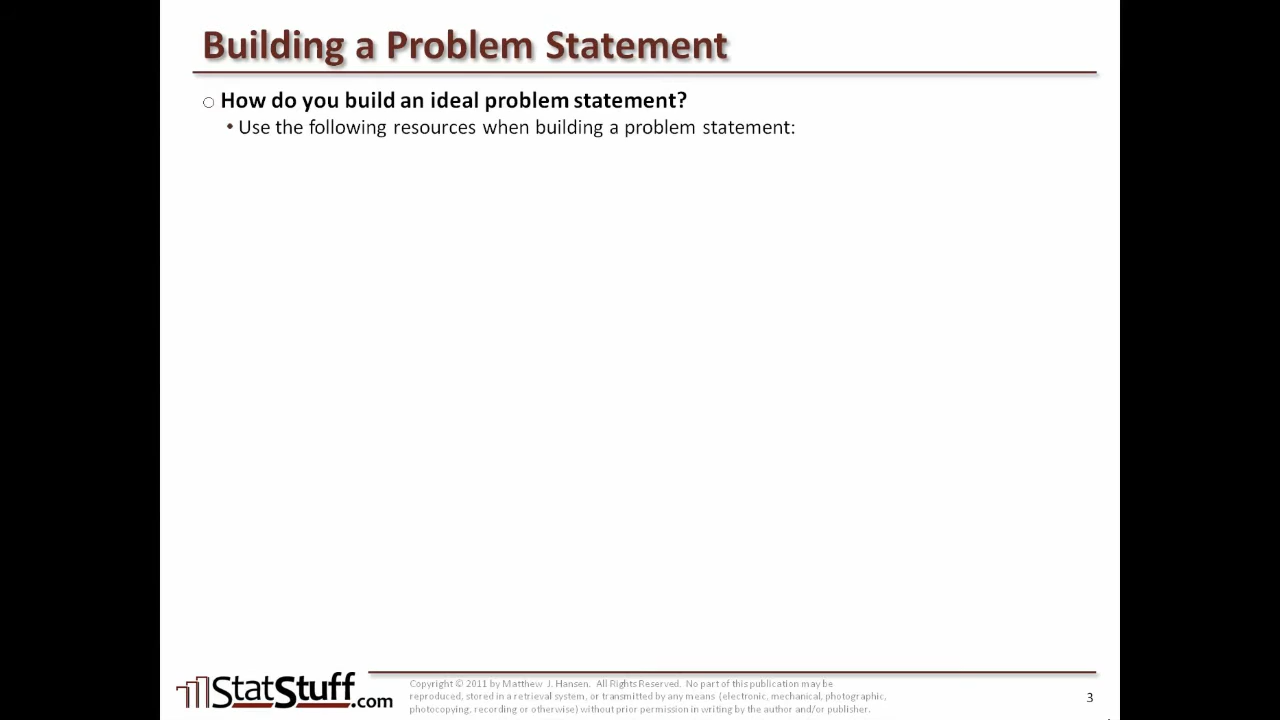 Building a Problem Statement
How do you build an ideal problem statement?
Use the following resources when building a problem statement:
StatStuff.com
Copyright © 2011 by Matthew J. Hansen. All Rights Reserved. No part of this publication may be
reproduced, stored in a retrieval system, or transmitted by any means (electronic, mechanical, photographic,
photocopying, recording or otherwise) without prior permission in writing by the author and/or publisher.
3